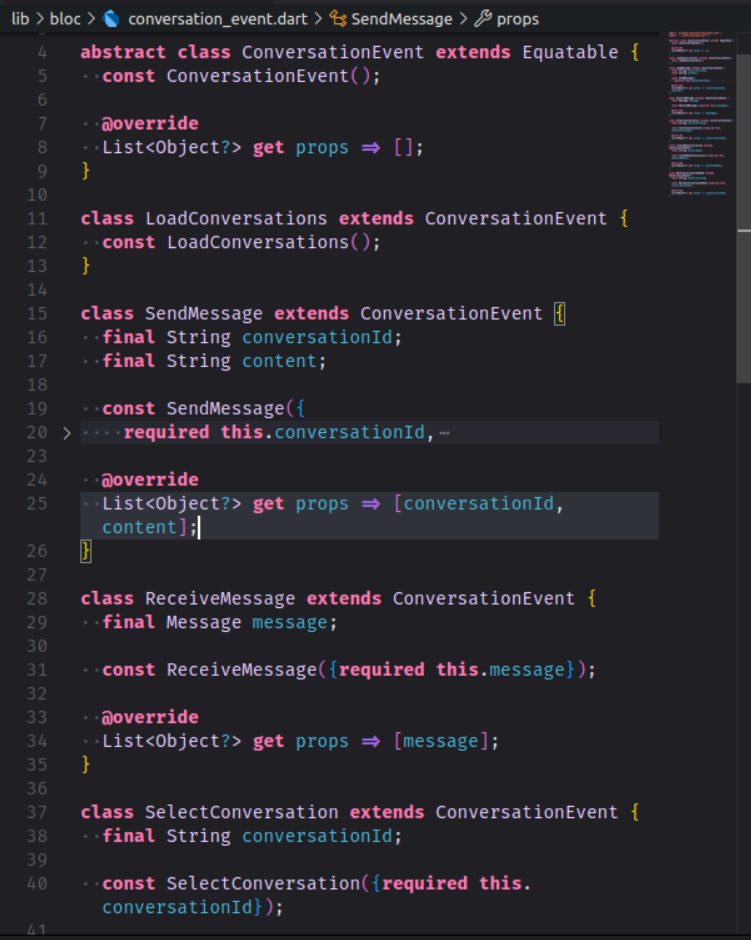 lib > bloc > conversation_event.dart > SendMessage > props
4 abstract class ConversationEvent extends Equatable {
5 ··const ConversationEvent();
6
7 ··@override
8 ··List<Object?> get props => [];
9 }
10
11 class LoadConversations extends ConversationEvent {
12 ··const LoadConversations();
13 }
14
15 class SendMessage extends ConversationEvent {
16 ··final String conversationId;
17 ··final String content;
18
19 ··const SendMessage({
20 > ····required this.conversationId,⋯
23
24 ··@override
25 ··List<Object?> get props => [conversationId,
content];
26 }
27
28 class ReceiveMessage extends ConversationEvent {
29 ··final Message message;
30
31 ··const ReceiveMessage({required this.message});
32
33 ··@override
34 ··List<Object?> get props => [message];
35 }
36
37 class SelectConversation extends ConversationEvent {
38 ··final String conversationId;
39
40 ··const SelectConversation({required this.
conversationId});
41